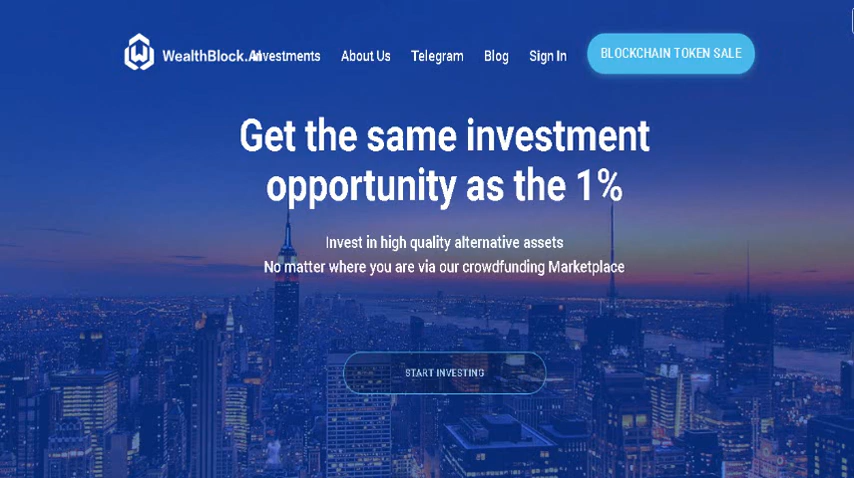 WealthBlock.AI Investments About Us Telegram Blog Sign In BLOCKCHAIN TOKEN SALE
Get the same investment
opportunity as the 1%
Invest in high quality alternative assets
No matter where you are via our crowdfunding Marketplace
START INVESTING